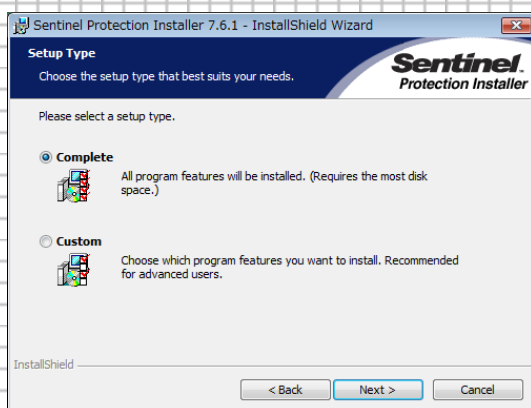 Sentinel Protection Installer 7.6.1 - InstallShield Wizard
Setup Type
Choose the setup type that best suits your needs.
Sentinel.
Protection Installer
Please select a setup type.
Complete
All program features will be installed. (Requires the most disk
space.)
Custom
Choose which program features you want to install. Recommended
for advanced users.
InstallShield
< Back Next > Cancel